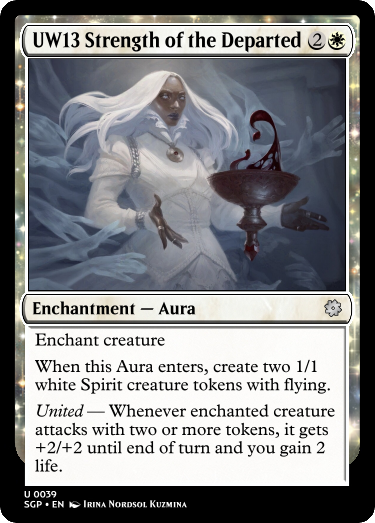 UW13 Strength of the Departed 2
Enchantment — Aura
Enchant creature
When this Aura enters, create two 1/1
white Spirit creature tokens with flying.
United — Whenever enchanted creature
attacks with two or more tokens, it gets
+2/+2 until end of turn and you gain 2
life.
U 0039
SGP • EN Irina Nordsol Kuzmina